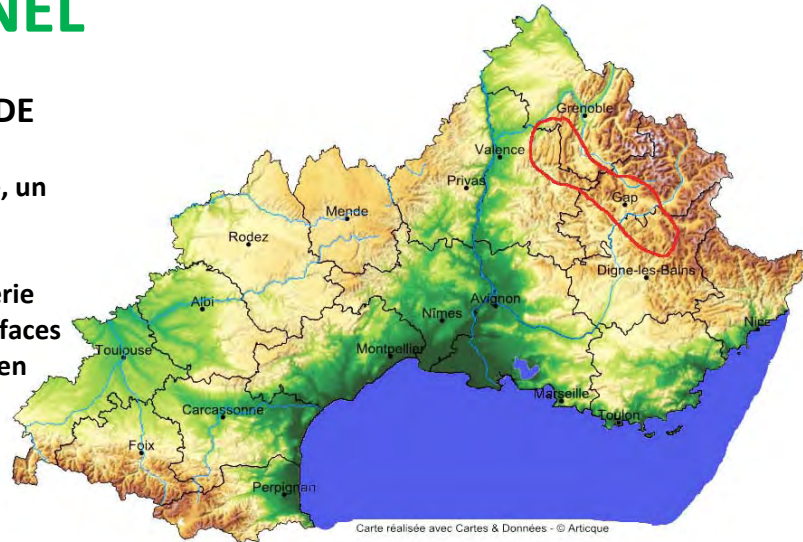 NEL
DE
, un
erie
faces
en
Grenoble
Valence
Privas
Gap
Mende
Rodez
Digne-les-Bains
Albi
Avignon
Nîmes
Nice
Toulouse
Montpellier
Marseille
Carcassonne
Toulon
Foix
Perpignan
Carte réalisée avec Cartes & Données - © Articque